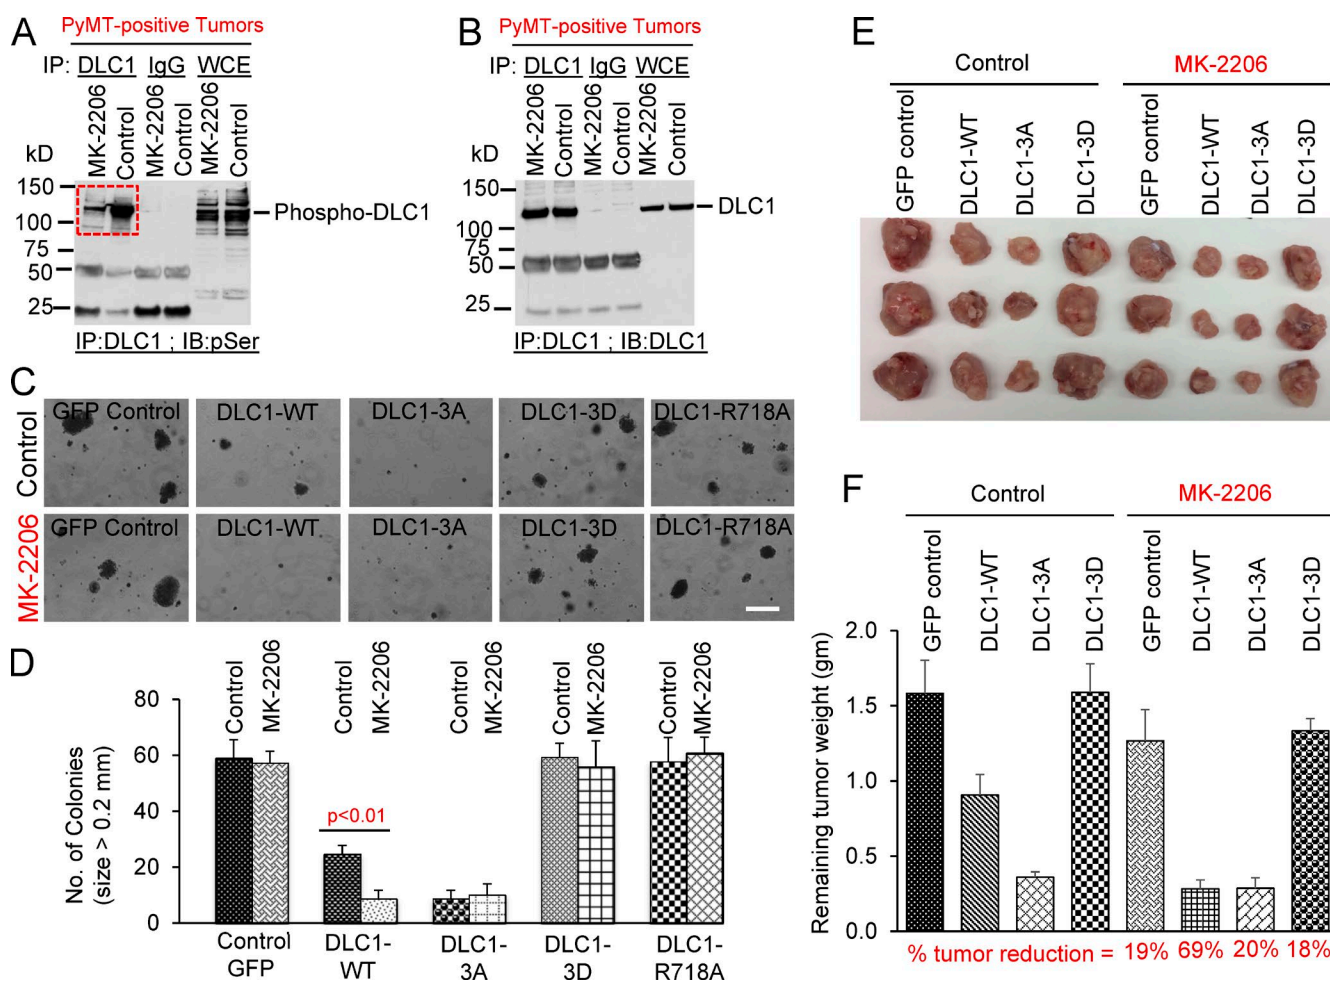 A
PyMT-positive Tumors
IP: DLC1 IgG WCE
MK-2206
Control
MK-2206
Control
MK-2206
Control
kD
150
100
75
50
25
Phospho-DLC1
IP:DLC1 ; IB:pSer
B
PyMT-positive Tumors
IP: DLC1 IgG WCE
MK-2206
Control
MK-2206
Control
MK-2206
Control
kD
150
100
75
50
25
DLC1
IP:DLC1 ; IB:DLC1
C
Control
GFP Control DLC1-WT DLC1-3A DLC1-3D DLC1-R718A
MK-2206
GFP Control DLC1-WT DLC1-3A DLC1-3D DLC1-R718A
D
No. of Colonies
(size > 0.2 mm)
80
60
40
20
0
Control
MK-2206
Control
MK-2206
Control
MK-2206
Control
MK-2206
Control
MK-2206
p<0.01
Control
GFP
DLC1-
WT
DLC1-
3A
DLC1-
3D
DLC1-
R718A
E
Control MK-2206
GFP control
DLC1-WT
DLC1-3A
DLC1-3D
GFP control
DLC1-WT
DLC1-3A
DLC1-3D
F
Control MK-2206
GFP control
DLC1-WT
DLC1-3A
DLC1-3D
GFP control
DLC1-WT
DLC1-3A
DLC1-3D
Remaining tumor weight (gm)
2.0
1.5
1.0
0.5
0.0
% tumor reduction = 19% 69% 20% 18%